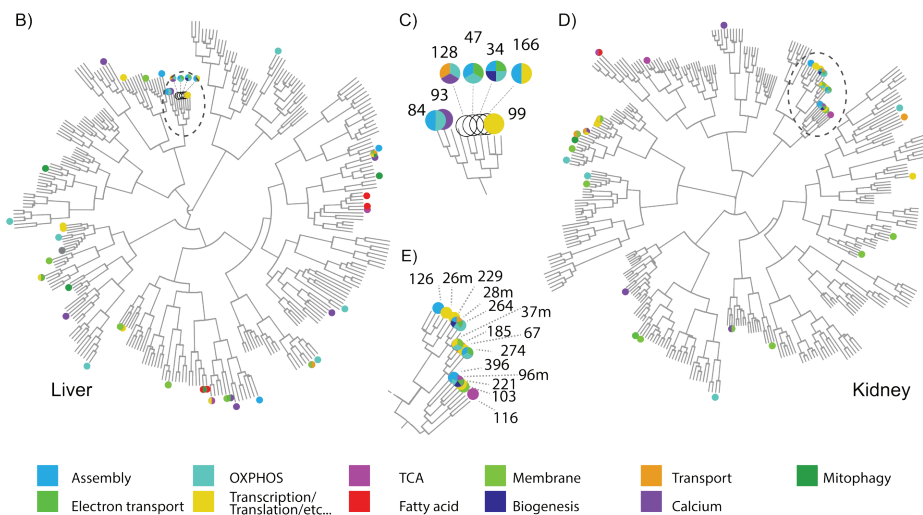 B)
C)
D)
47
128
34
166
93
84
99
E)
126
26m
229
28m
264
37m
185
67
274
396
96m
221
103
116
Liver
Kidney
Assembly
OXPHOS
TCA
Membrane
Transport
Mitophagy
Electron transport
Transcription/
Translation/etc...
Fatty acid
Biogenesis
Calcium